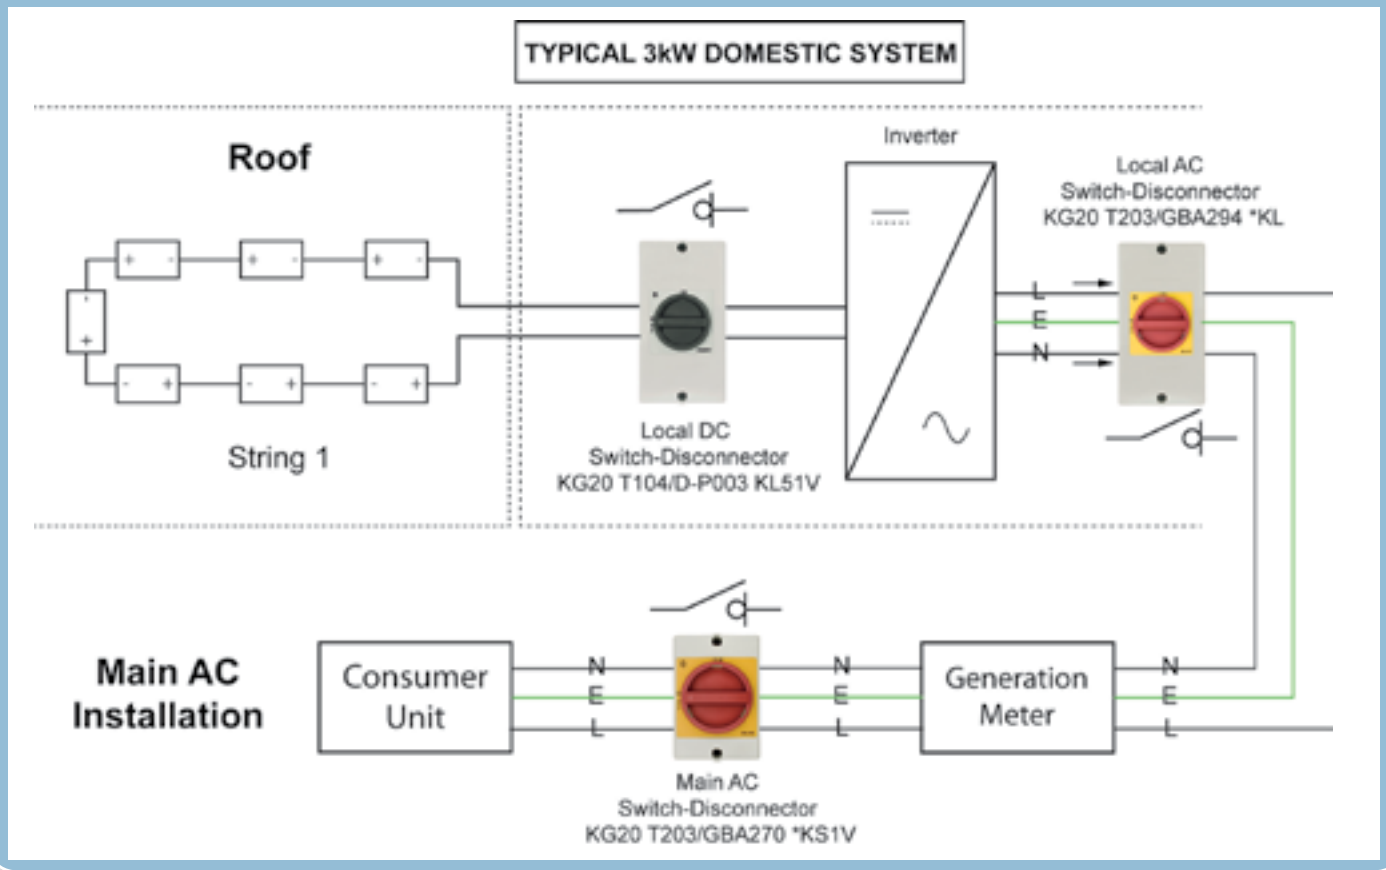 TYPICAL 3kW DOMESTIC SYSTEM
Roof
+ - + - + -
-
+
- + - + - +
String 1
Local DC
Switch-Disconnector
KG20 T104/D-P003 KL51V
Inverter
Local AC
Switch-Disconnector
KG20 T203/GBA294 *KL
L
E
N
Main AC
Installation
Consumer
Unit
N
E
L
Main AC
Switch-Disconnector
KG20 T203/GBA270 *KS1V
N
E
L
Generation
Meter
N
E
L